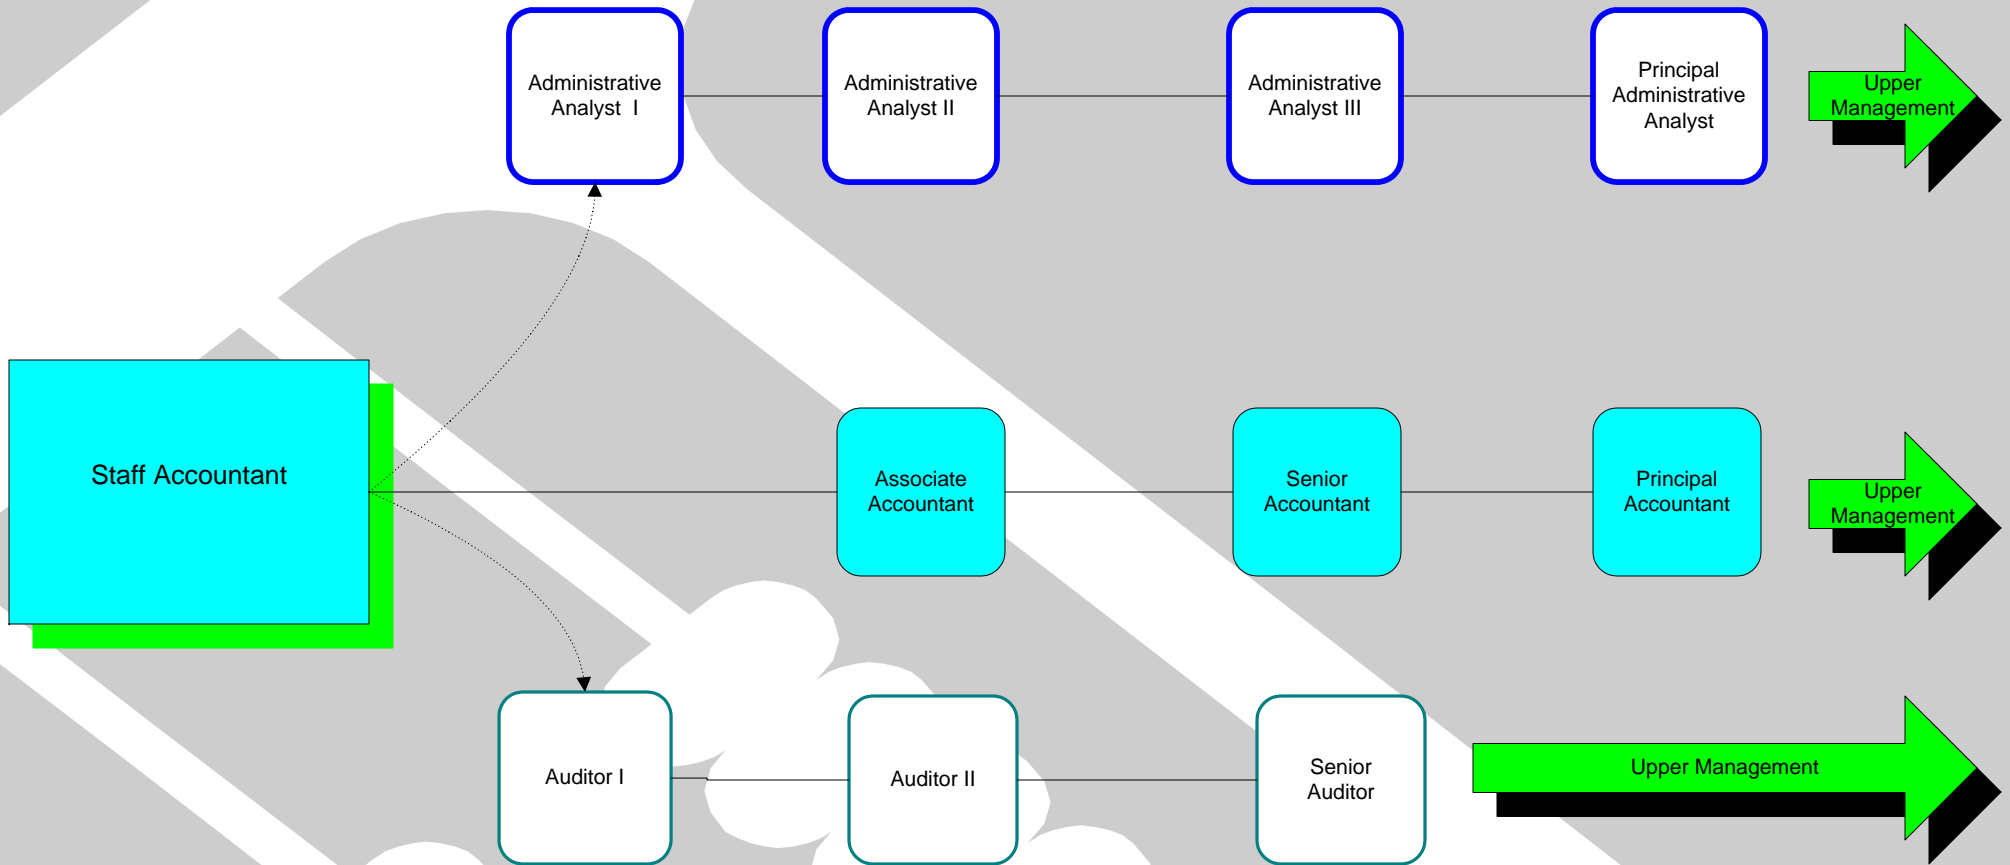 Administrative
Analyst  I
Administrative
Analyst II
Administrative
Analyst III
Principal
Administrative
Analyst
Upper
Management
Staff Accountant
Associate
Accountant
Senior
Accountant
Principal
Accountant
Upper
Management
Auditor I
Auditor II
Senior
Auditor
Upper Management